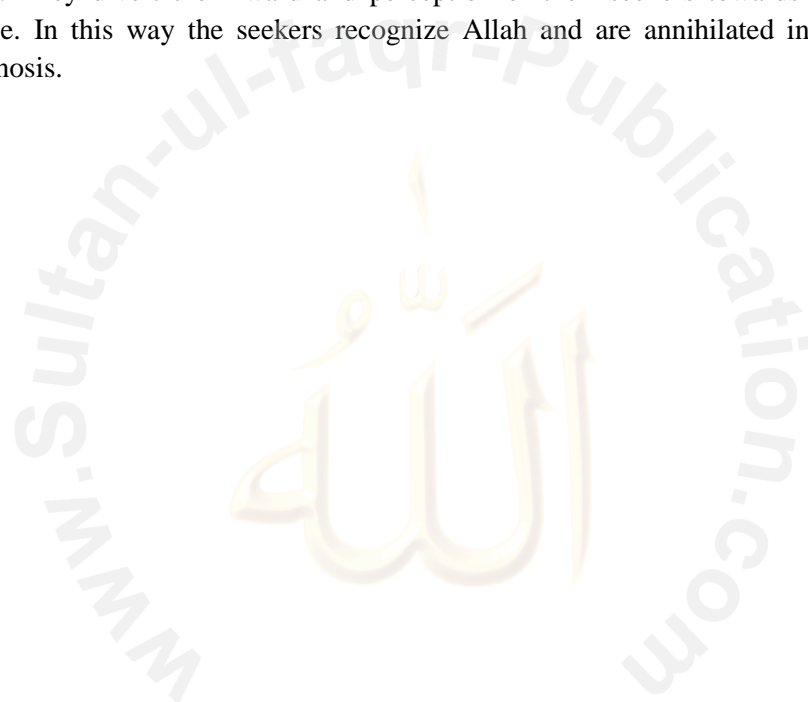 e. In this way the seekers recognize Allah and are annihilated in
nosis.
www.Sultan-ul-faqr-Publication.com
الله